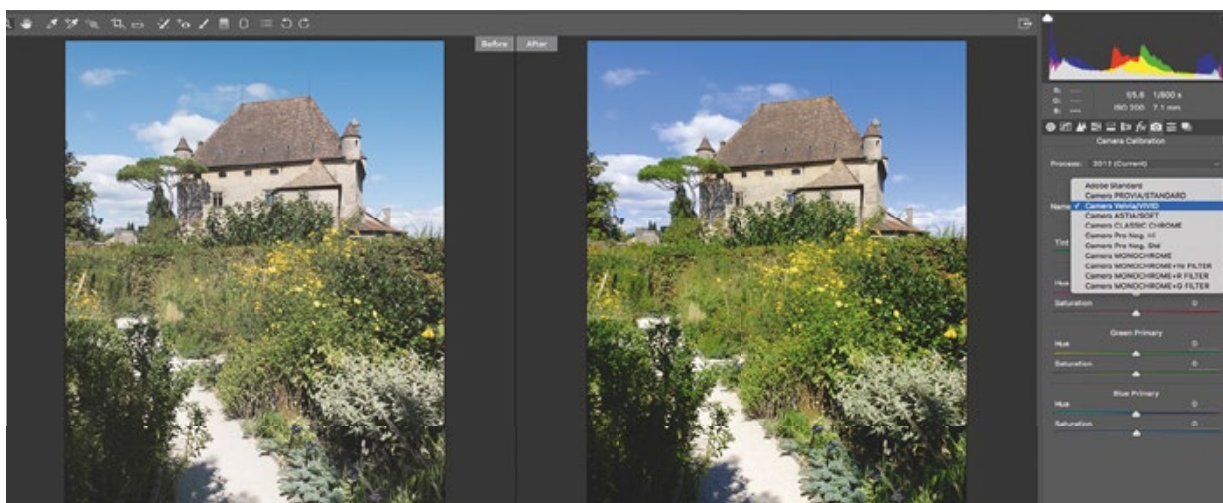 Before
After
R: ---
G: ---
B: ---
f/5.6 1/800 s
ISO 200 7.1 mm
Camera Calibration
Process: 2012 (Current)
Adobe Standard
Camera PROVIA/STANDARD
Name ✓ Camera Velvia/VIVID
Camera ASTIA/SOFT
Camera CLASSIC CHROME
Camera Pro Neg. Hi
Camera Pro Neg. Std
Tint
Camera MONOCHROME
Camera MONOCHROME+Ye FILTER
Camera MONOCHROME+R FILTER
Hue
Camera MONOCHROME+G FILTER
Saturation 0
Green Primary
Hue 0
Saturation 0
Blue Primary
Hue 0
Saturation 0